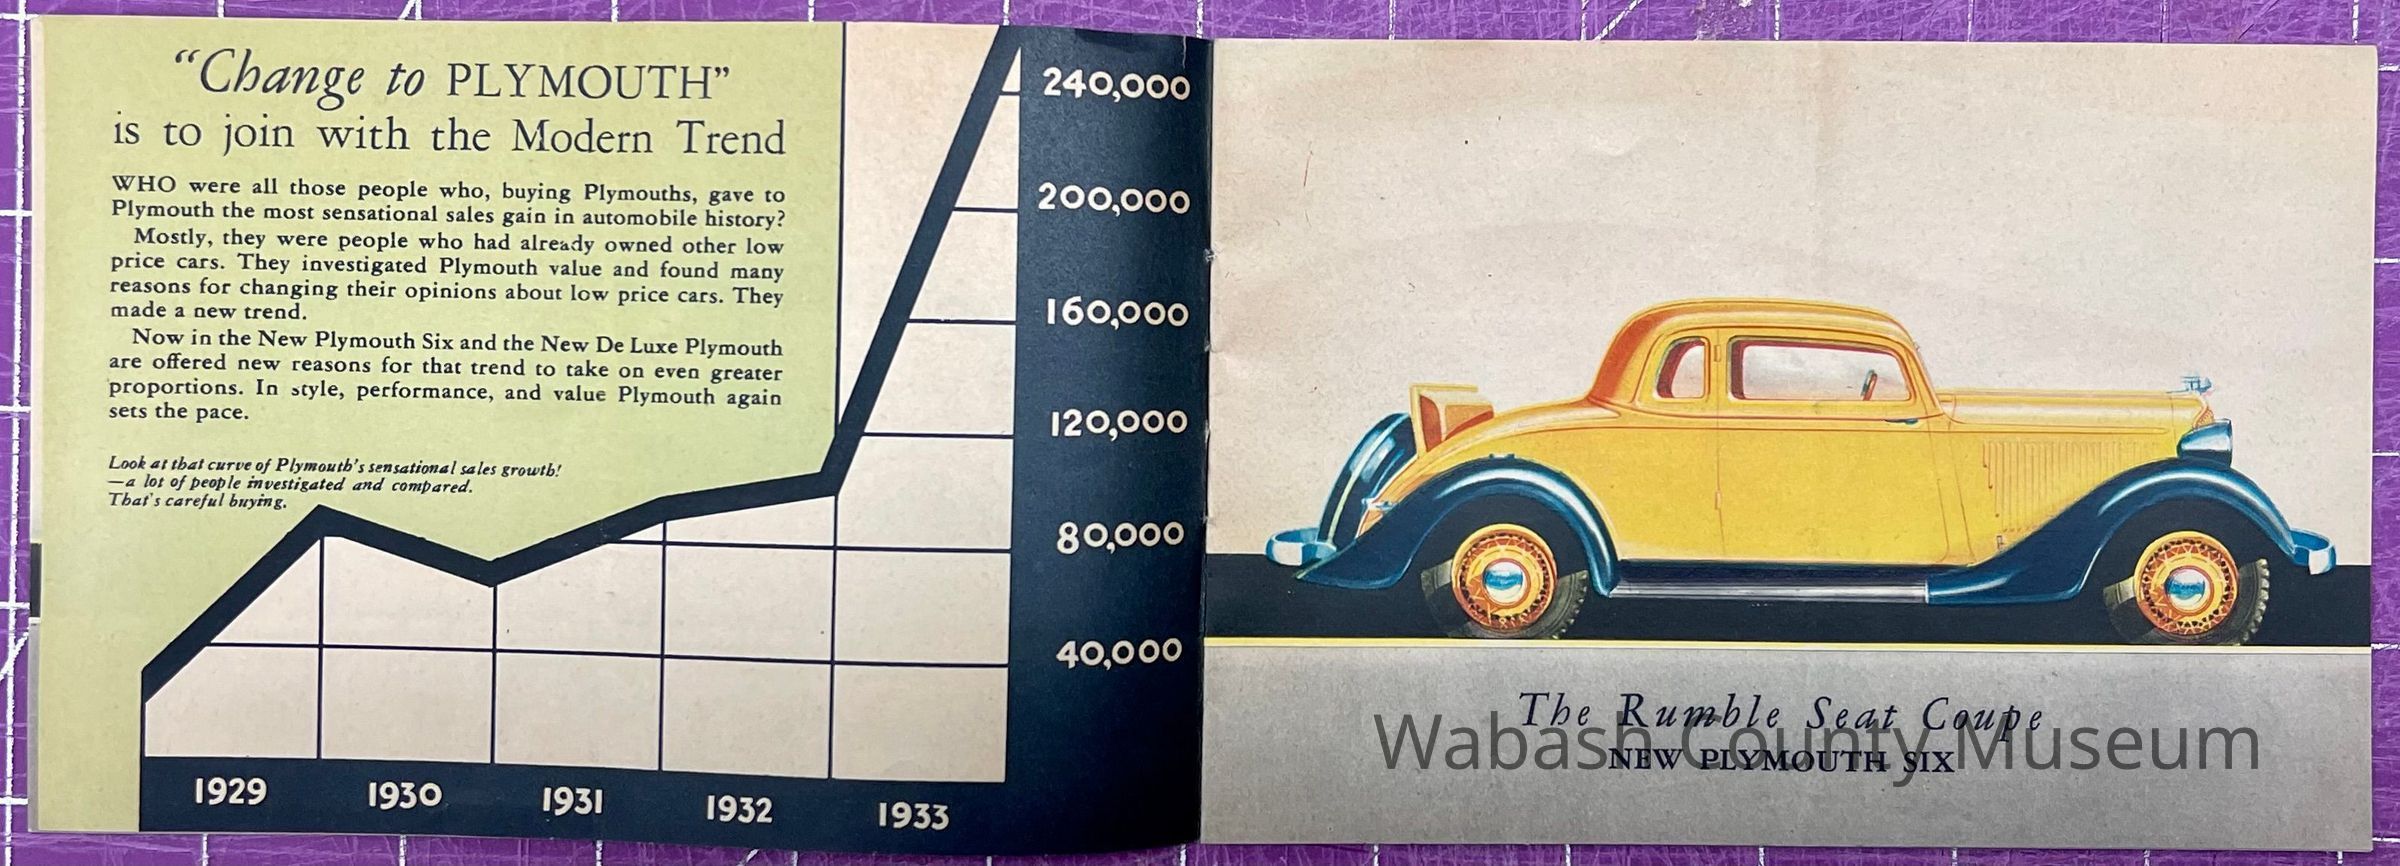 “Change to PLYMOUTH”
is to join with the Modern Trend
WHO were all those people who, buying Plymouths, gave to
Plymouth the most sensational sales gain in automobile history?
Mostly, they were people who had already owned other low
price cars. They investigated Plymouth value and found many
reasons for changing their opinions about low price cars. They
made a new trend.
Now in the New Plymouth Six and the New De Luxe Plymouth
are offered new reasons for that trend to take on even greater
proportions. In style, performance, and value Plymouth again
sets the pace.
Look at that curve of Plymouth's sensational sales growth!
—a lot of people investigated and compared.
That's careful buying.
240,000
200,000
160,000
120,000
80,000
40,000
1929
1930
1931
1932
1933
The Rumble Seat Coupe
NEW PLYMOUTH SIX
Wabash County Museum